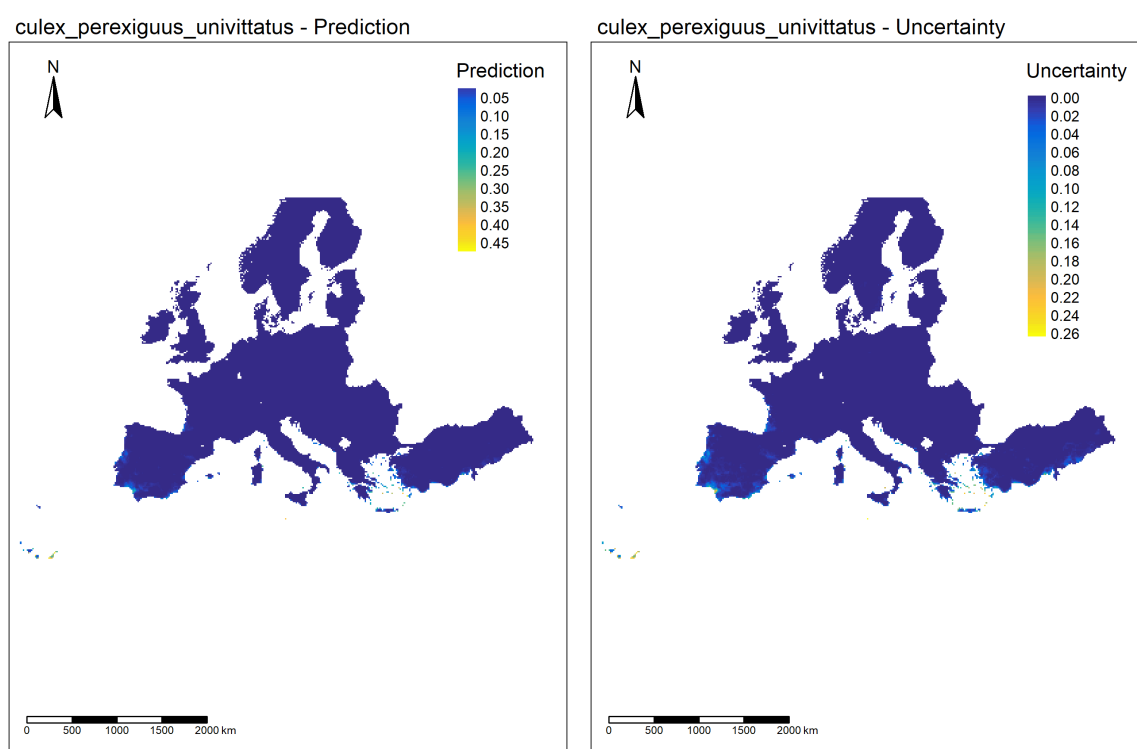 culex_perexiguus_univittatus - Prediction
N
Prediction
0.05
0.10
0.15
0.20
0.25
0.30
0.35
0.40
0.45
0 500 1000 1500 2000 km
culex_perexiguus_univittatus - Uncertainty
N
Uncertainty
0.00
0.02
0.04
0.06
0.08
0.10
0.12
0.14
0.16
0.18
0.20
0.22
0.24
0.26
0 500 1000 1500 2000 km